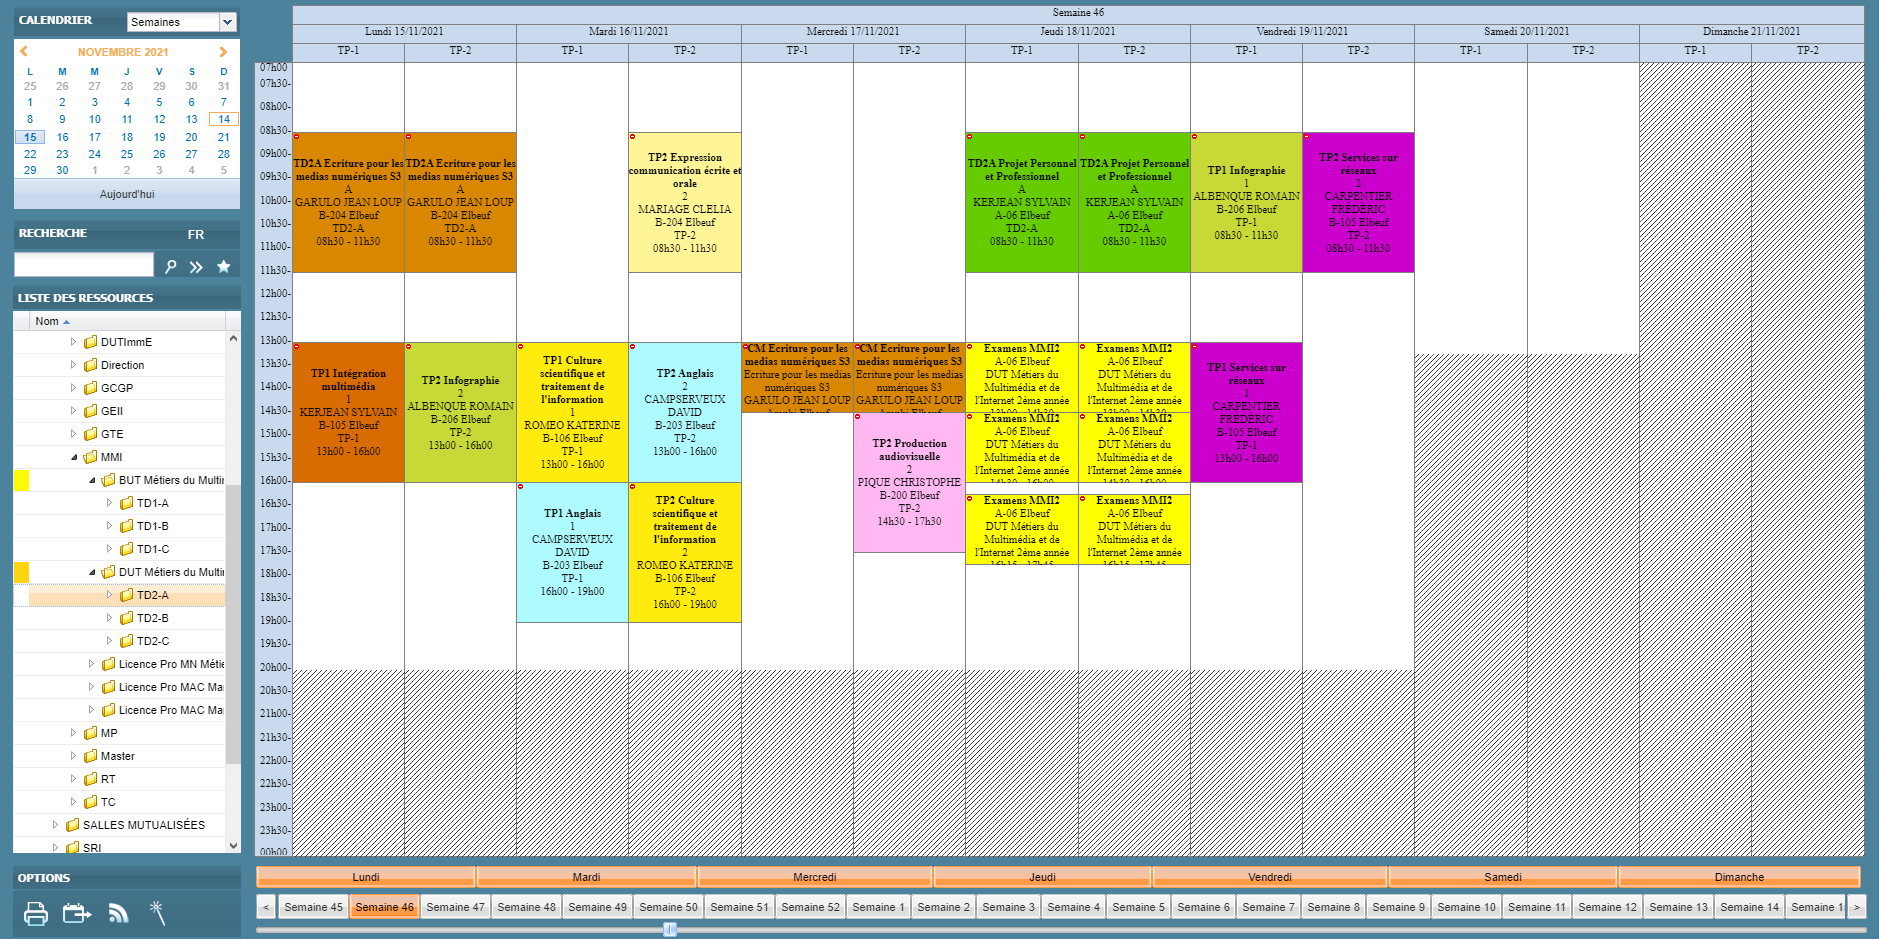 CALENDRIER
Semaines
NOVEMBRE 2021
L M M J V S D
25 26 27 28 29 30 31
1 2 3 4 5 6 7
8 9 10 11 12 13 14
15 16 17 18 19 20 21
22 23 24 25 26 27 28
29 30 1 2 3 4 5
Aujourd'hui
RECHERCHE FR
LISTE DES RESSOURCES
Nom
DUTImmE
Direction
GCGP
GEII
GTE
MMI
BUT Métiers du Multir
TD1-A
TD1-B
TD1-C
DUT Métiers du Multir
TD2-A
TD2-B
TD2-C
Licence Pro MN Métie
Licence Pro MAC Mai
Licence Pro MAC Mai
MP
Master
RT
TC
SALLES MUTUALISÉES
SRI
OPTIONS
Semaine 46
Lundi 15/11/2021 Mardi 16/11/2021 Mercredi 17/11/2021 Jeudi 18/11/2021 Vendredi 19/11/2021 Samedi 20/11/2021 Dimanche 21/11/2021
TP-1 TP-2 TP-1 TP-2 TP-1 TP-2 TP-1 TP-2 TP-1 TP-2 TP-1 TP-2 TP-1 TP-2
07h00
07h30-
08h00-
08h30-
09h00-
09h30-
10h00-
10h30-
11h00-
11h30-
12h00-
12h30-
13h00-
13h30-
14h00-
14h30-
15h00-
15h30-
16h00-
16h30-
17h00-
17h30-
18h00-
18h30-
19h00-
19h30-
20h00-
20h30-
21h00-
21h30-
22h00-
22h30-
23h00-
23h30-
00h00
TD2A Ecriture pour les
medias numériques S3
A
GARULO JEAN LOUP
B-204 Elbeuf
TD2-A
08h30 - 11h30
TD2A Ecriture pour les
medias numériques S3
A
GARULO JEAN LOUP
B-204 Elbeuf
TD2-A
08h30 - 11h30
TP2 Expression
communication écrite et
orale
2
MARIAGE CLELIA
B-204 Elbeuf
TP-2
08h30 - 11h30
TD2A Projet Personnel
et Professionnel
A
KERJEAN SYLVAIN
A-06 Elbeuf
TD2-A
08h30 - 11h30
TD2A Projet Personnel
et Professionnel
A
KERJEAN SYLVAIN
A-06 Elbeuf
TD2-A
08h30 - 11h30
TP1 Infographie
1
ALBENQUE ROMAIN
B-206 Elbeuf
TP-1
08h30 - 11h30
TP2 Services sur
réseaux
2
CARPENTIER
FRÉDÉRIC
B-105 Elbeuf
TP-2
08h30 - 11h30
TP1 Intégration
multimédia
1
KERJEAN SYLVAIN
B-105 Elbeuf
TP-1
13h00 - 16h00
TP2 Infographie
2
ALBENQUE ROMAIN
B-206 Elbeuf
TP-2
13h00 - 16h00
TP1 Culture
scientifique et
traitement de
l'information
1
ROMEO KATERINE
B-106 Elbeuf
TP-1
13h00 - 16h00
TP2 Anglais
2
CAMPSERVEUX
DAVID
B-203 Elbeuf
TP-2
13h00 - 16h00
CM Ecriture pour les
medias numériques S3
Ecriture pour les medias
numériques S3
GARULO JEAN LOUP
Amphi Elbeuf
CM Ecriture pour les
medias numériques S3
Ecriture pour les medias
numériques S3
GARULO JEAN LOUP
Amphi Elbeuf
Examens MMI2
A-06 Elbeuf
DUT Métiers du
Multimédia et de
l'Internet 2ème année
13h00 - 14h30
Examens MMI2
A-06 Elbeuf
DUT Métiers du
Multimédia et de
l'Internet 2ème année
13h00 - 14h30
TP1 Services sur
réseaux
1
CARPENTIER
FRÉDÉRIC
B-105 Elbeuf
TP-1
13h00 - 16h00
TP2 Production
audiovisuelle
2
PIQUE CHRISTOPHE
B-200 Elbeuf
TP-2
14h30 - 17h30
Examens MMI2
A-06 Elbeuf
DUT Métiers du
Multimédia et de
l'Internet 2ème année
14h30 - 16h00
Examens MMI2
A-06 Elbeuf
DUT Métiers du
Multimédia et de
l'Internet 2ème année
14h30 - 16h00
TP1 Anglais
1
CAMPSERVEUX
DAVID
B-203 Elbeuf
TP-1
16h00 - 19h00
TP2 Culture
scientifique et
traitement de
l'information
2
ROMEO KATERINE
B-106 Elbeuf
TP-2
16h00 - 19h00
Examens MMI2
A-06 Elbeuf
DUT Métiers du
Multimédia et de
l'Internet 2ème année
16h15 - 17h45
Examens MMI2
A-06 Elbeuf
DUT Métiers du
Multimédia et de
l'Internet 2ème année
16h15 - 17h45
Lundi Mardi Mercredi Jeudi Vendredi Samedi Dimanche
< Semaine 45 Semaine 46 Semaine 47 Semaine 48 Semaine 49 Semaine 50 Semaine 51 Semaine 52 Semaine 1 Semaine 2 Semaine 3 Semaine 4 Semaine 5 Semaine 6 Semaine 7 Semaine 8 Semaine 9 Semaine 10 Semaine 11 Semaine 12 Semaine 13 Semaine 14 Semaine 1 >